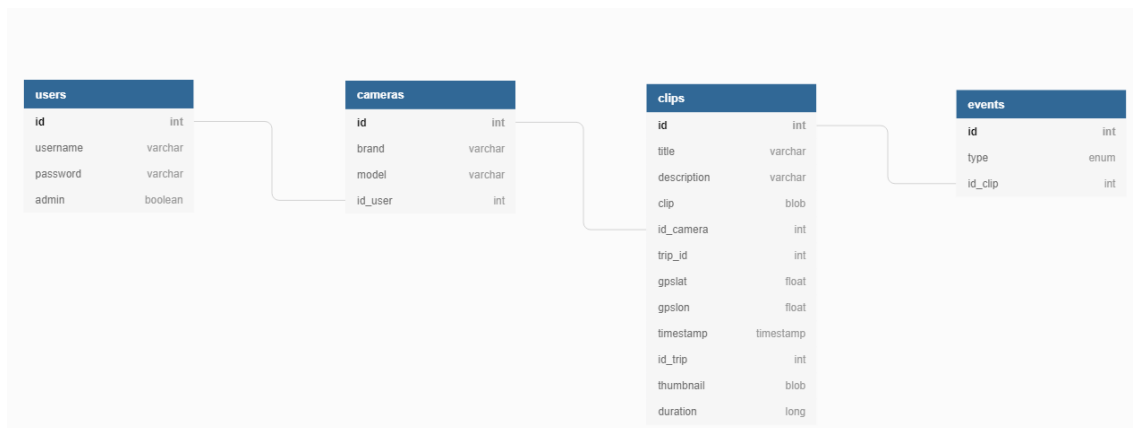 users
id int
username varchar
password varchar
admin boolean
cameras
id int
brand varchar
model varchar
id_user int
clips
id int
title varchar
description varchar
clip blob
id_camera int
trip_id int
gpslat float
gpslon float
timestamp timestamp
id_trip int
thumbnail blob
duration long
events
id int
type enum
id_clip int